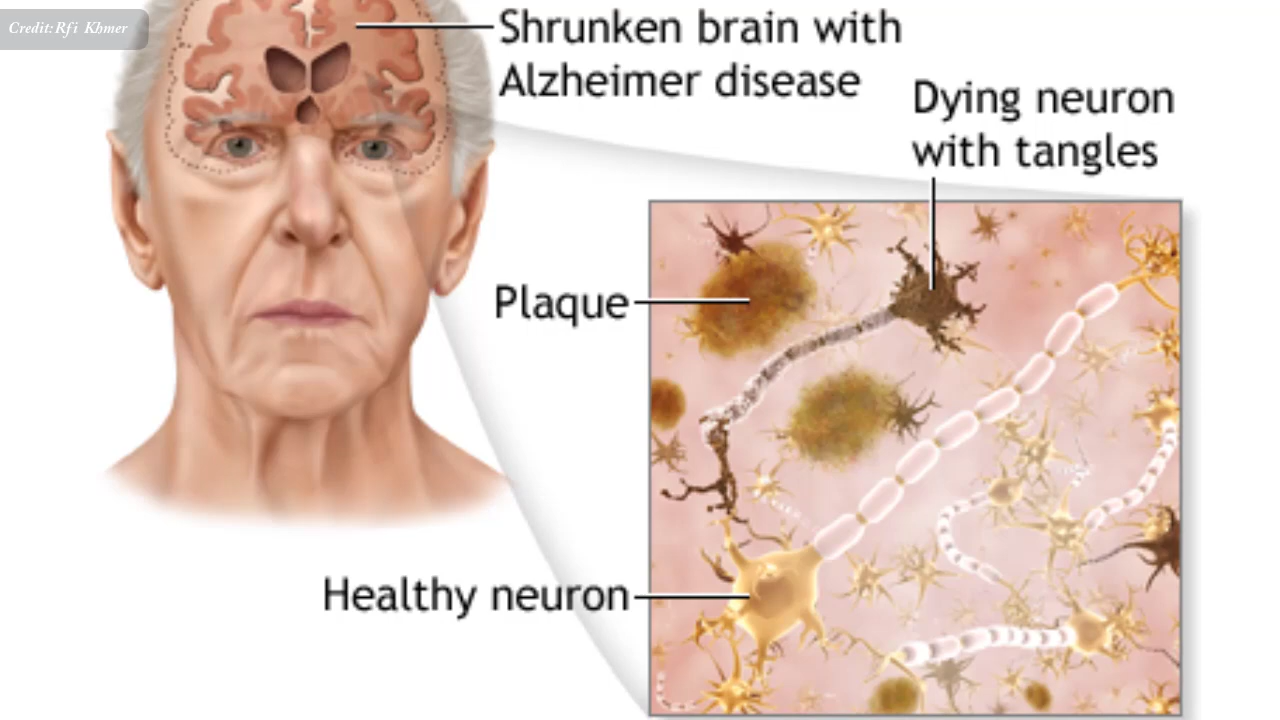 Credit:Rfi Khmer
Shrunken brain with
Alzheimer disease
Dying neuron
with tangles
Plaque
Healthy neuron